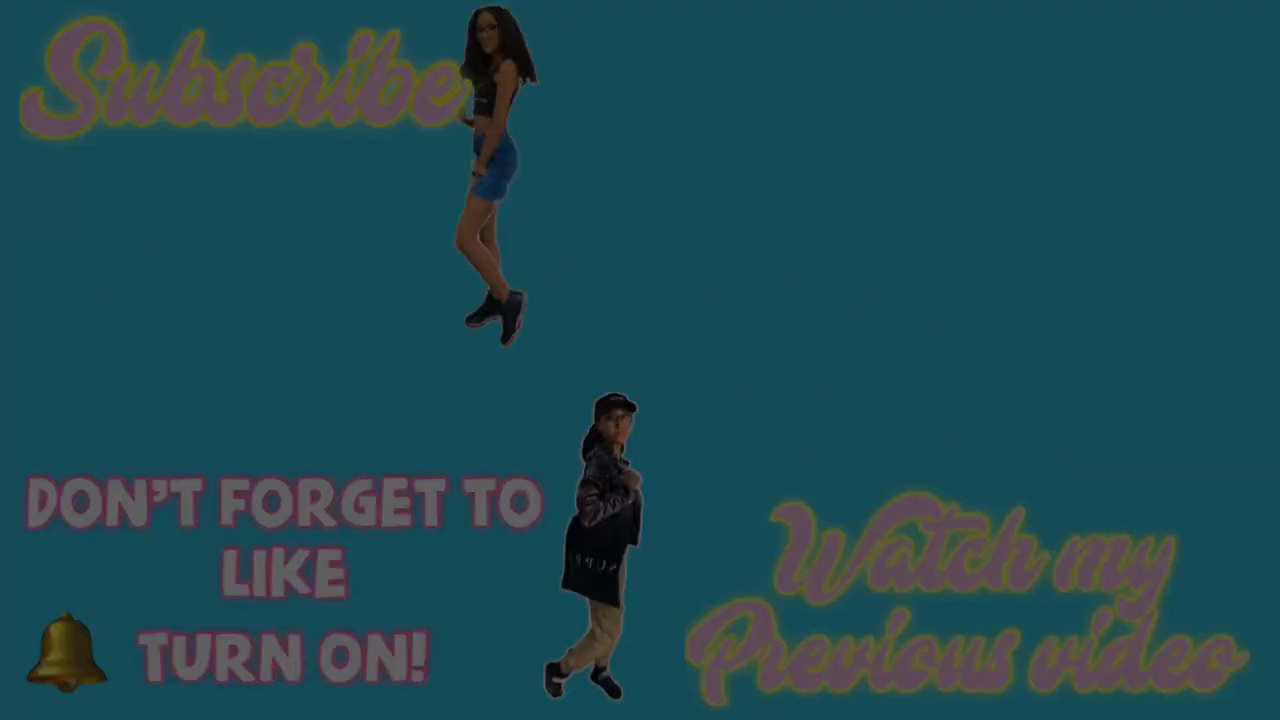 Subscribe
DON'T FORGET TO
LIKE
TURN ON!
Watch my
Previous video